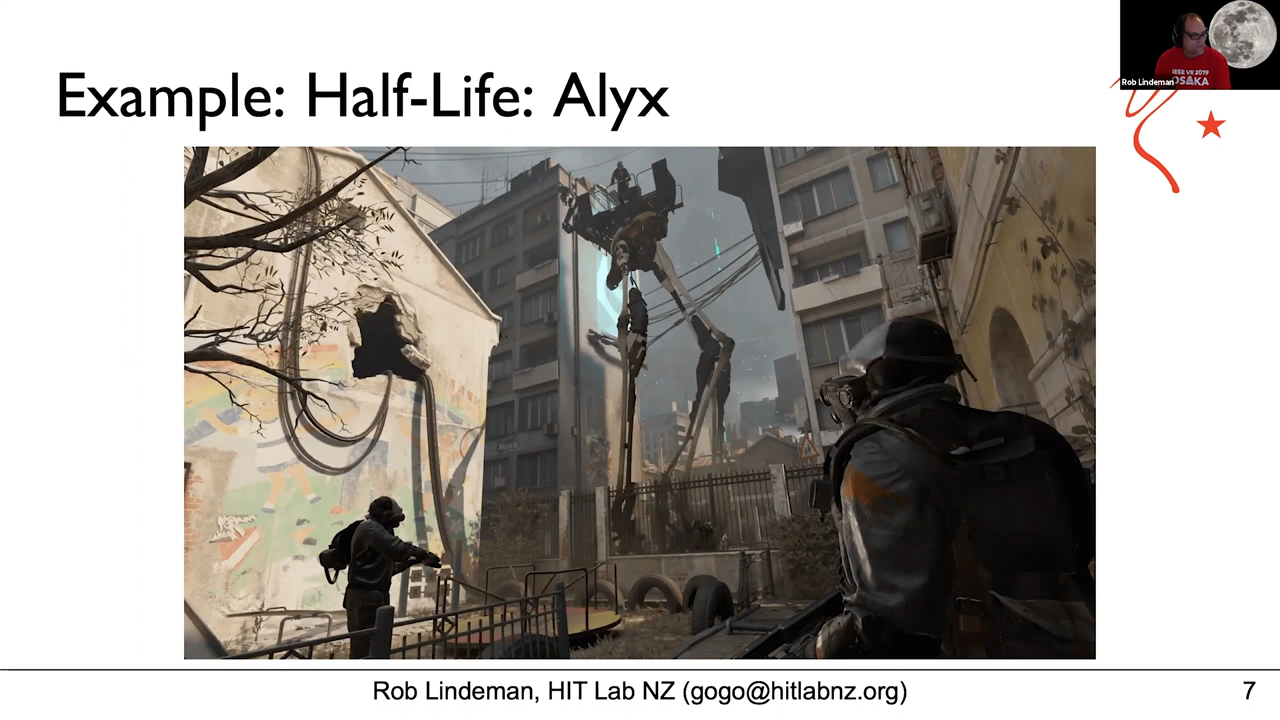 Example: Half-Life: Alyx
IEEE VR 2019
OSAKA
Rob Lindeman
Rob Lindeman, HIT Lab NZ (gogo@hitlabnz.org)
7